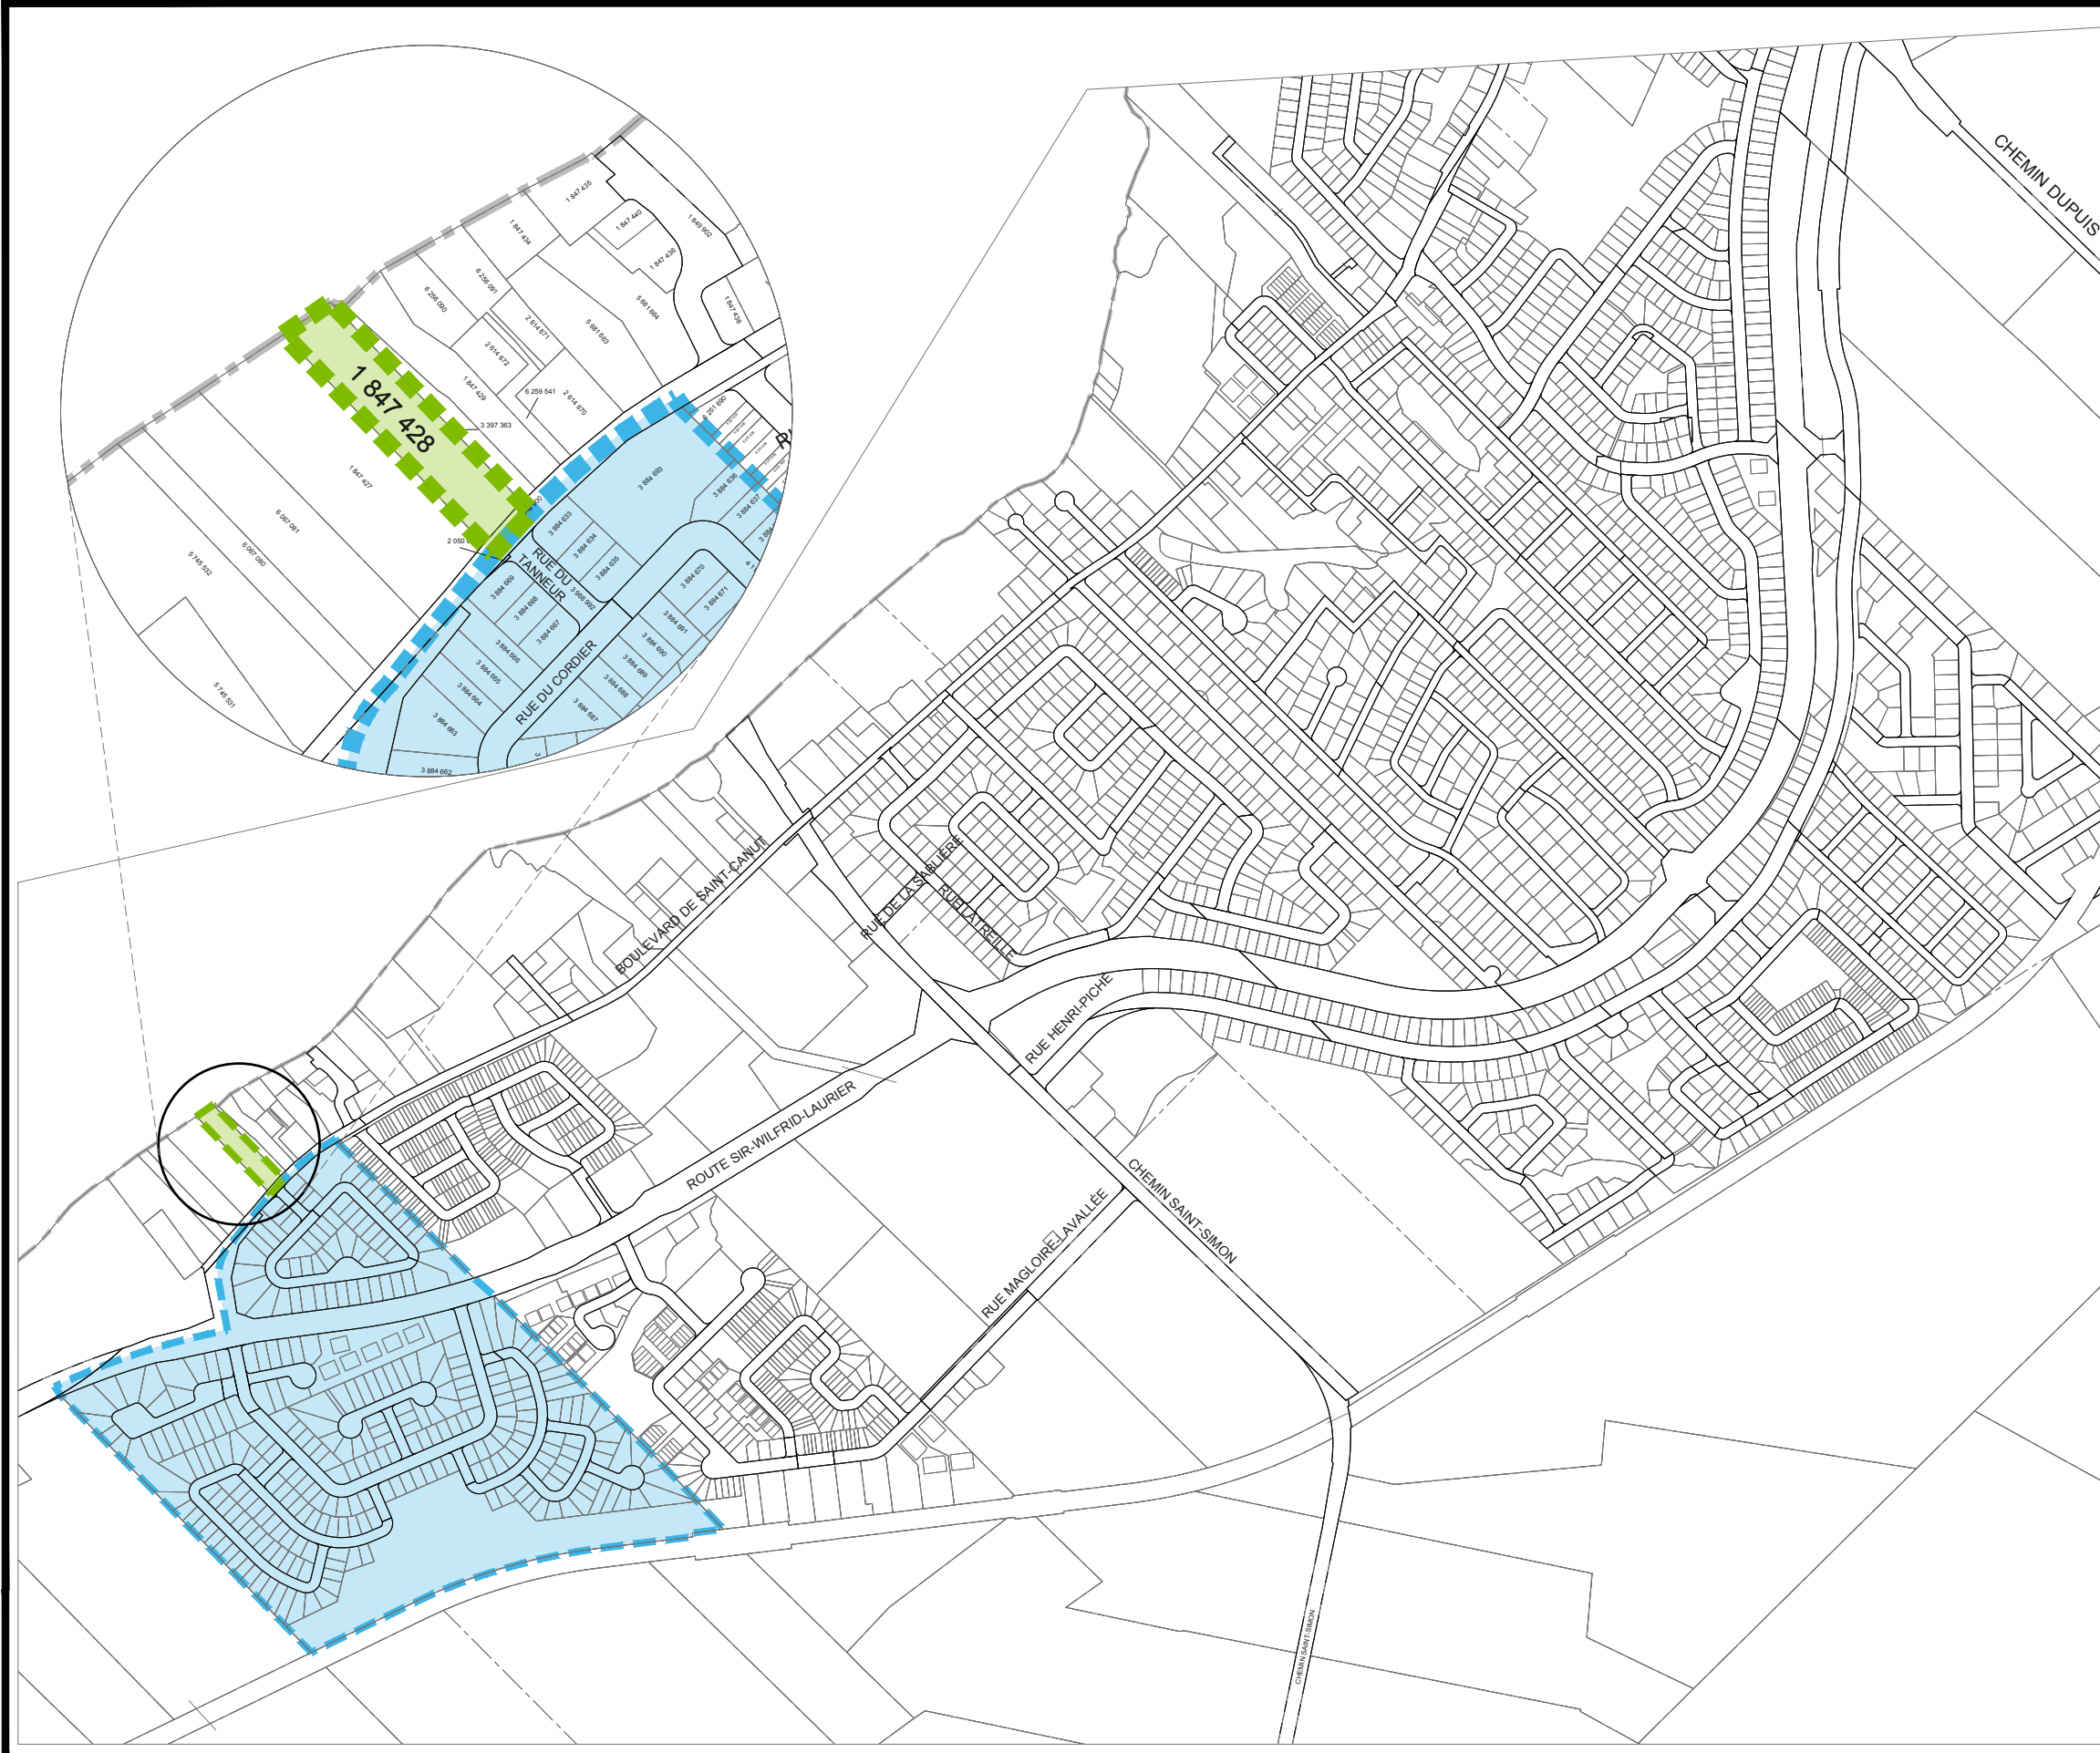 CHEMIN DUPUIS
1 847 435
1 847 440
1 849 902
1 847 434
1 847 436
6 256 091
6 256 090
5 681 664
1 847 438
2 614 671
5 681 663
2 614 672
1 847 428
1 847 429
6 259 541
2 614 670
3 397 363
6 251 690
1 847 427
3 884 693
3 884 636
3 884 637
6 067 081
3 884 633
3 884 634
3 884 635
6 067 080
5 745 532
5 745 531
RUE DU
TANNEUR
3 968 992
3 884 669
3 884 668
3 884 667
3 884 670
3 884 671
3 884 691
3 884 690
3 884 689
3 884 688
3 884 687
3 884 666
3 884 665
3 884 664
3 884 663
3 884 662
RUE DU CORDIER
BOULEVARD DE SAINT-CANUT
RUE DE LA SABLIÈRE
RUE LATREILLE
RUE HENRI-PICHÉ
ROUTE SIR-WILFRID-LAURIER
CHEMIN SAINT-SIMON
RUE MAGLOIRE-LAVALLÉE
CHEMIN SAINT-SIMON